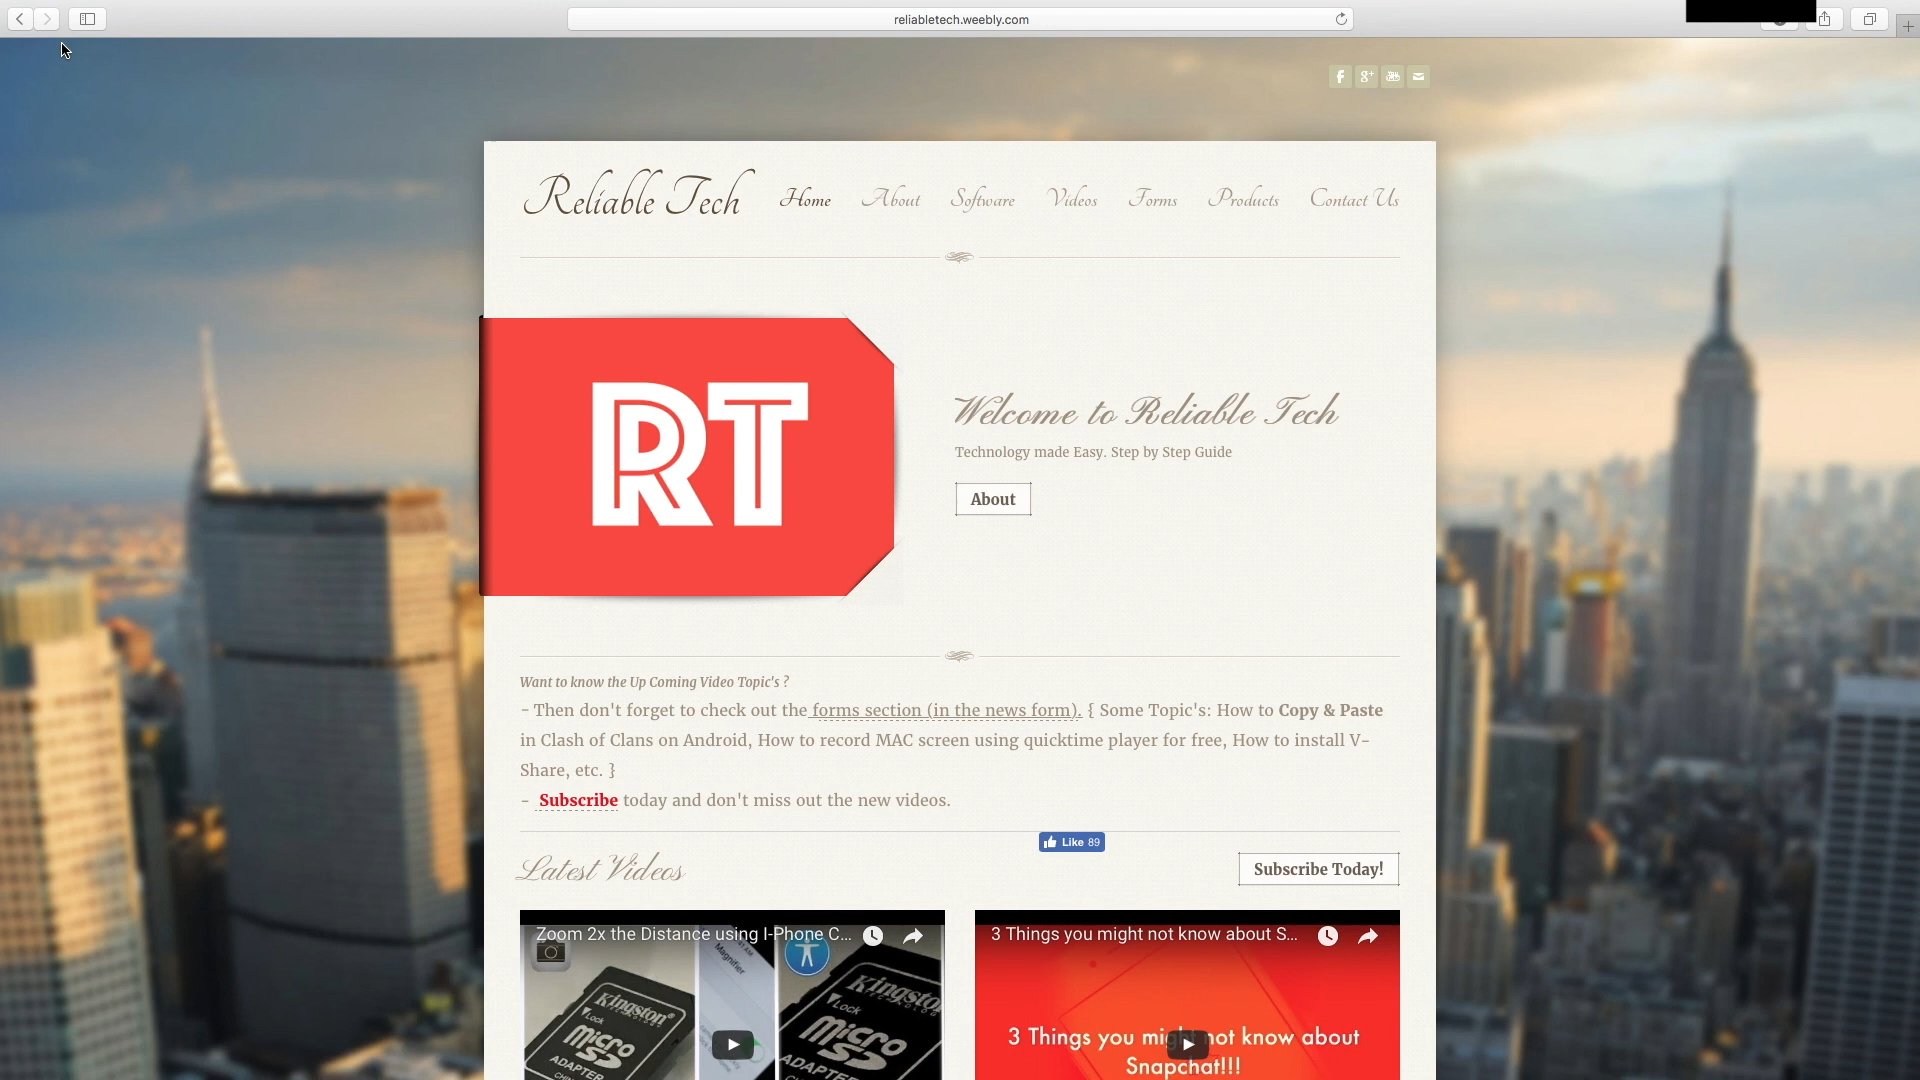 reliabletech.weebly.com
Reliable Tech
Home About Software Videos Forms Products Contact Us
RT
Welcome to Reliable Tech
Technology made Easy. Step by Step Guide
About
Want to know the Up Coming Video Topic's ?
- Then don't forget to check out the forms section (in the news form). { Some Topic's: How to Copy & Paste
in Clash of Clans on Android, How to record MAC screen using quicktime player for free, How to install V-
Share, etc. }
- Subscribe today and don't miss out the new videos.
Like 89
Latest Videos
Subscribe Today!
Zoom 2x the Distance using I-Phone C...
Magnifier
Kingston
TECHNOLOGY
Lock
micro
SD
ADAPTER
Kingston
Lock
micro
SD
ADAPTER
3 Things you might not know about S...
3 Things you might not know about
Snapchat!!!